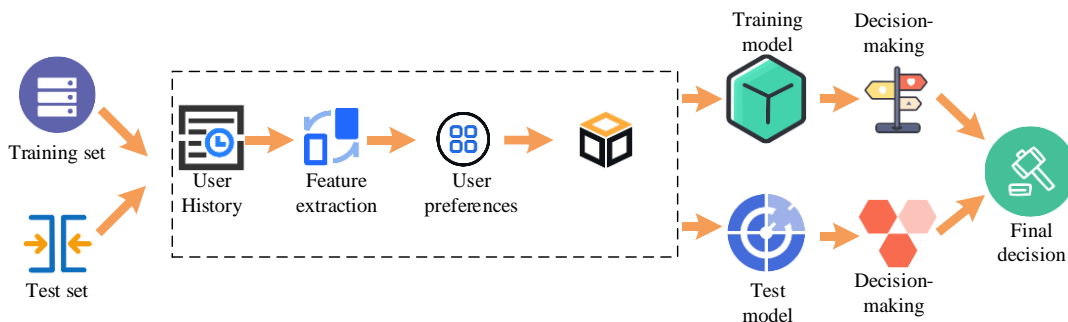 Training set
Test set
User
History
Feature
extraction
User
preferences
Training
model
Decision-
making
Test
model
Decision-
making
Final
decision